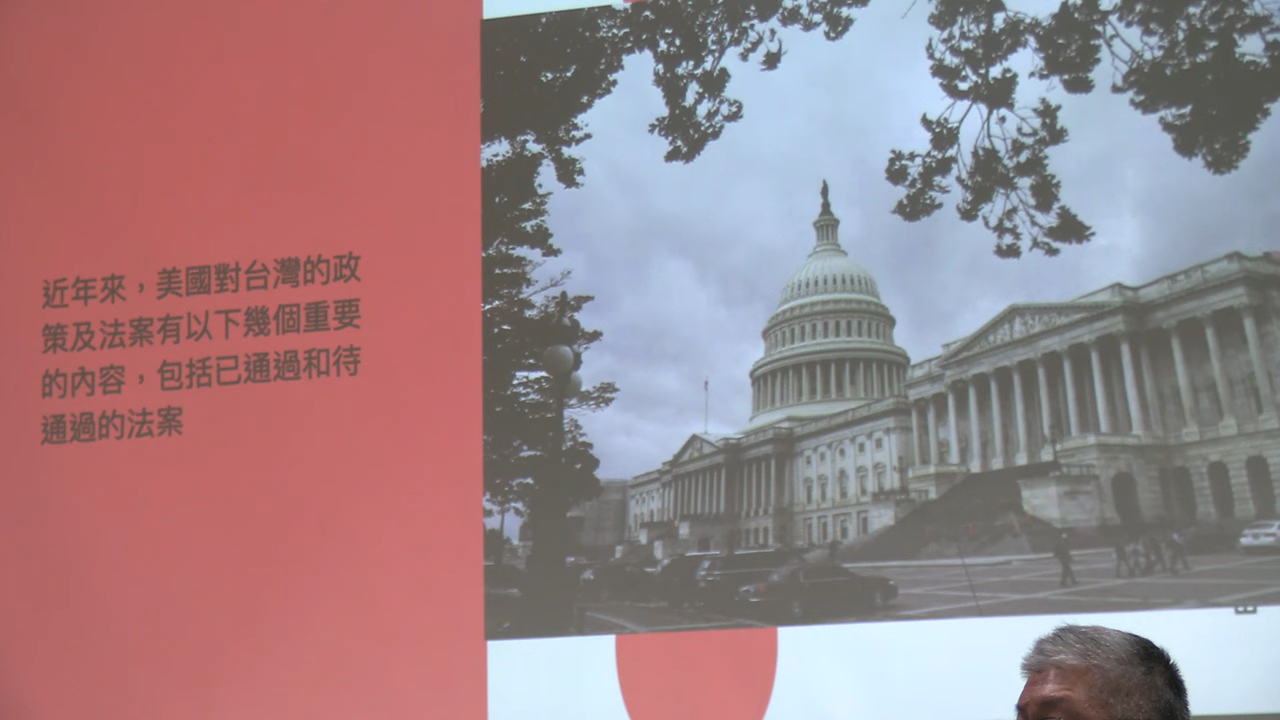 近年來，美國對台灣的政
策及法案有以下幾個重要
的內容，包括已通過和待
通過的法案